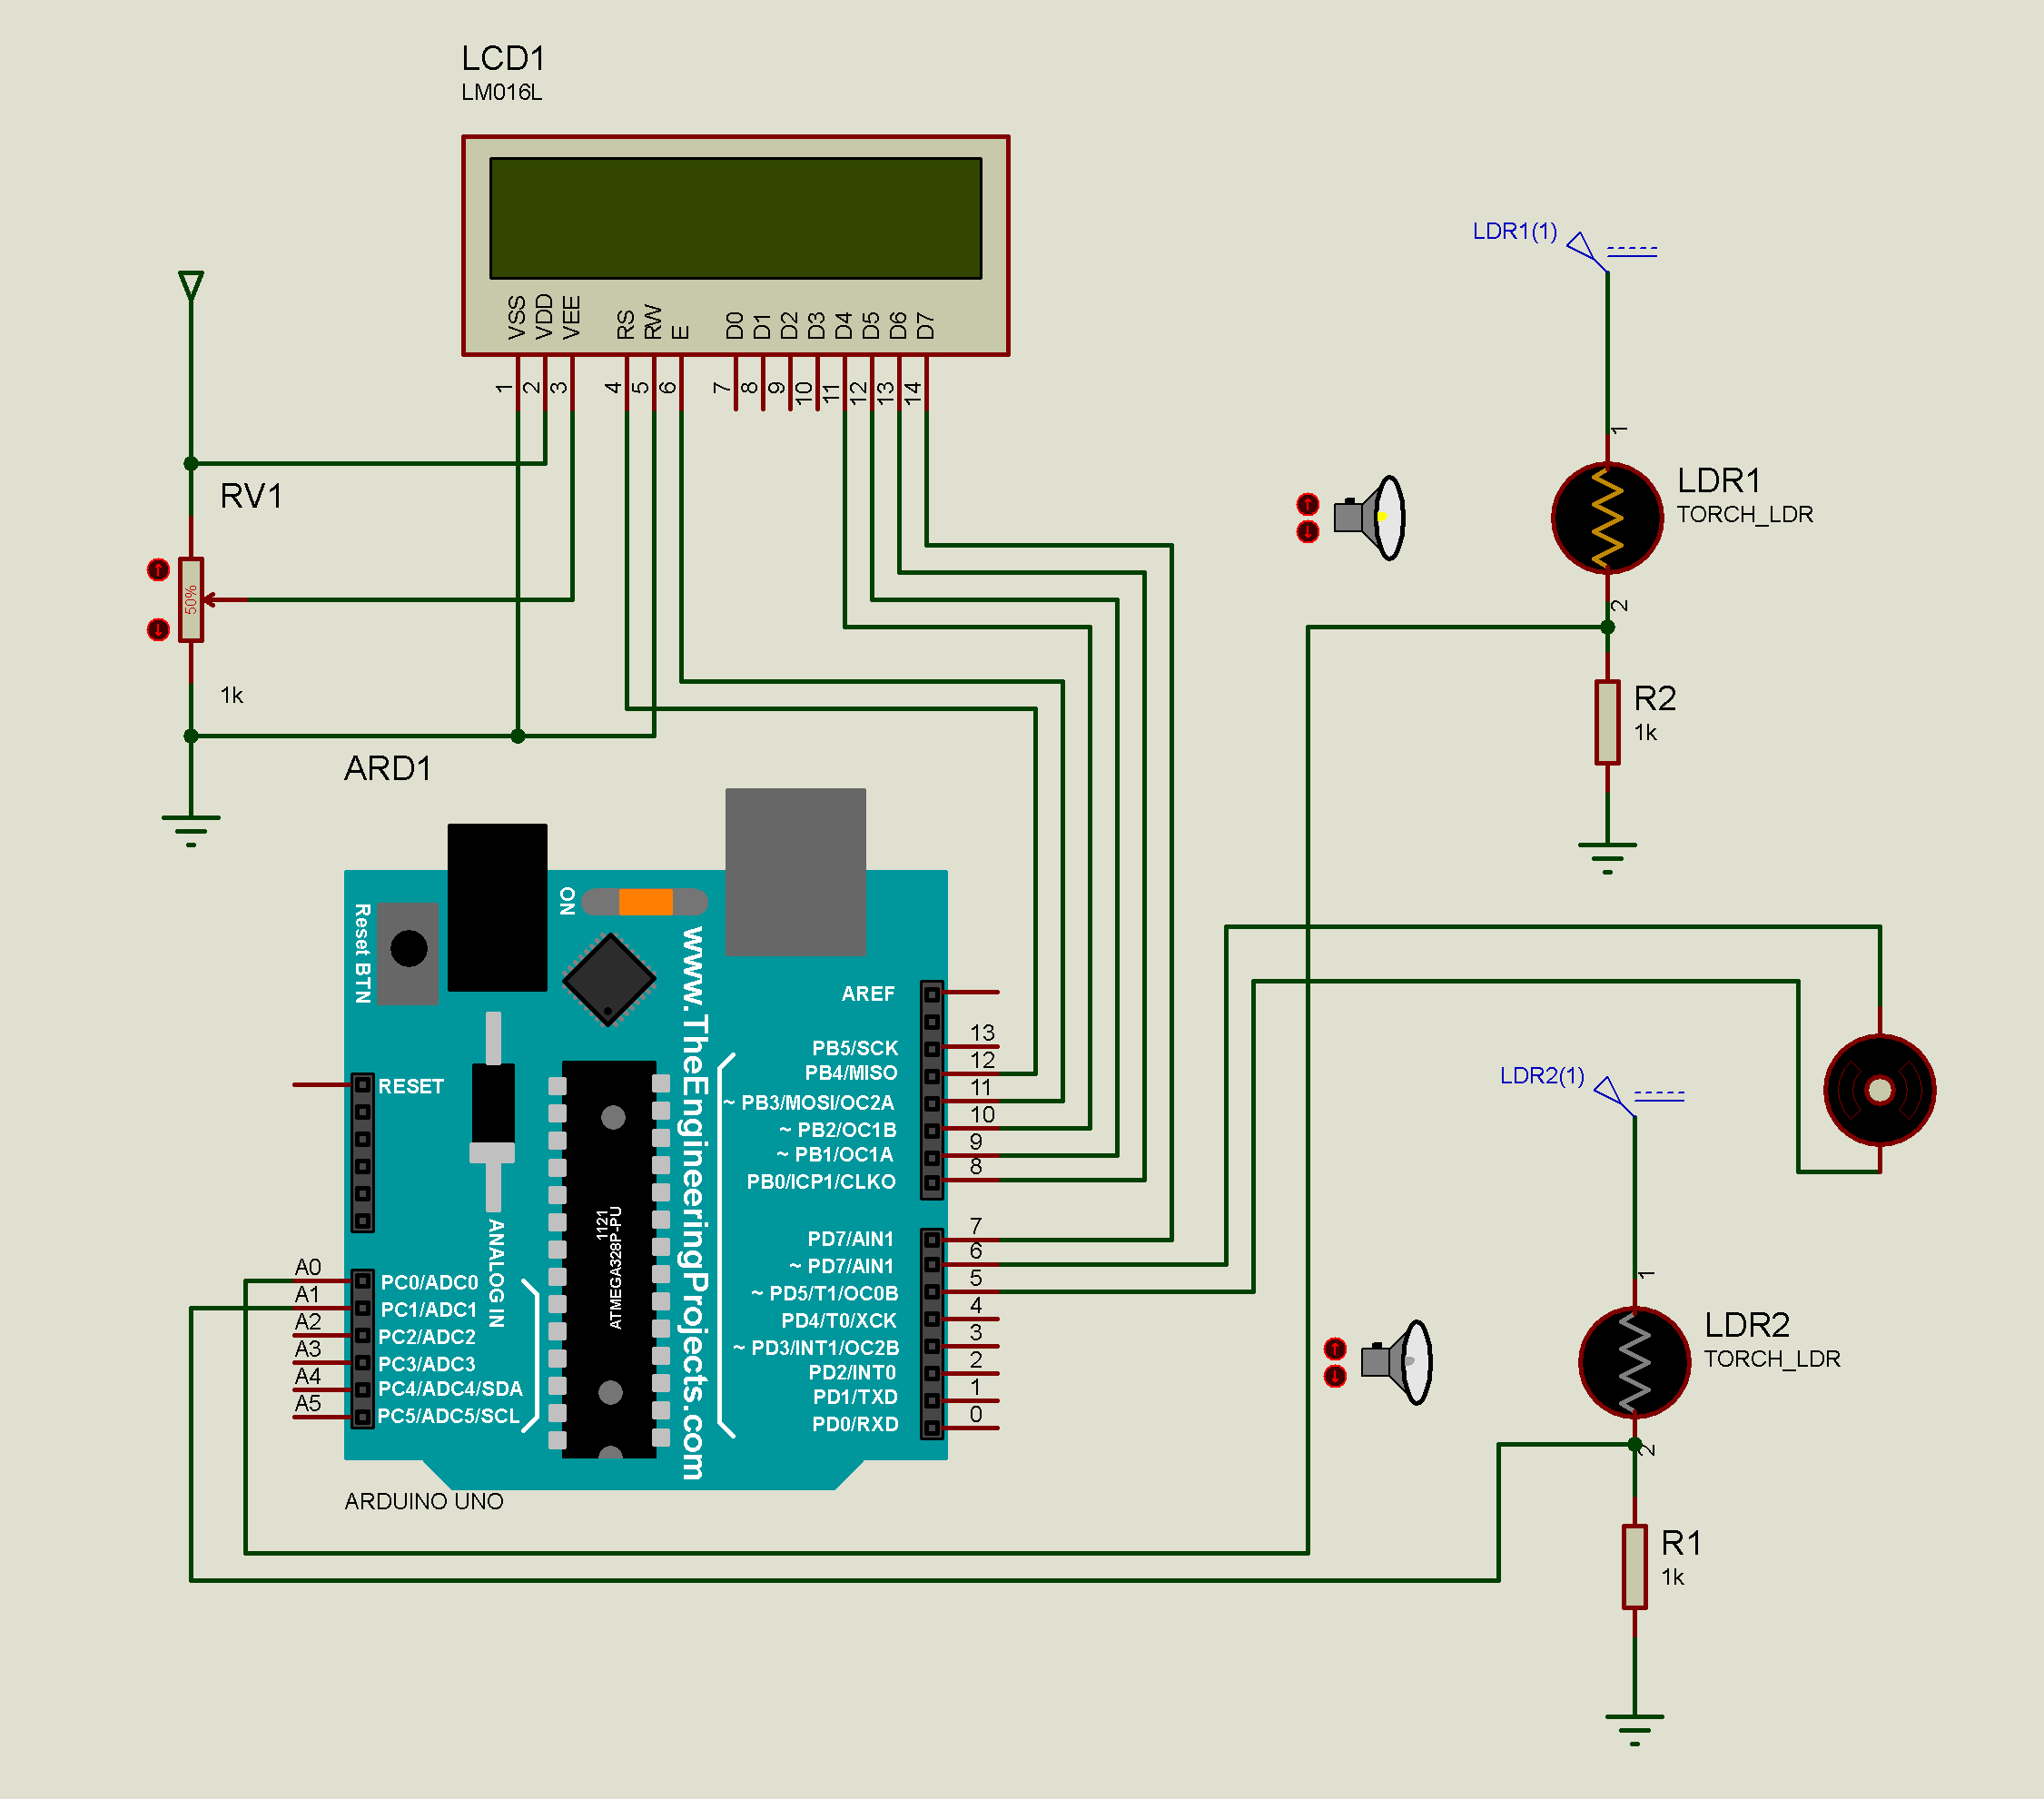 LCD1
LM016L
VSS
VDD
VEE
RS
RW
E
D0
D1
D2
D3
D4
D5
D6
D7
1
2
3
4
5
6
7
8
9
10
11
12
13
14
RV1
50%
1k
LDR1(1)
1
LDR1
TORCH_LDR
2
R2
1k
ARD1
Reset BTN
ON
www.TheEngineeringProjects.com
AREF
13
PB5/SCK
12
PB4/MISO
11
~ PB3/MOSI/OC2A
10
~ PB2/OC1B
9
~ PB1/OC1A
8
PB0/ICP1/CLKO
RESET
1121
ATMEGA328P-PU
ANALOG IN
7
PD7/AIN1
6
~ PD7/AIN1
5
~ PD5/T1/OC0B
4
PD4/T0/XCK
3
~ PD3/INT1/OC2B
2
PD2/INT0
1
PD1/TXD
0
PD0/RXD
A0
PC0/ADC0
A1
PC1/ADC1
A2
PC2/ADC2
A3
PC3/ADC3
A4
PC4/ADC4/SDA
A5
PC5/ADC5/SCL
ARDUINO UNO
LDR2(1)
1
LDR2
TORCH_LDR
2
R1
1k